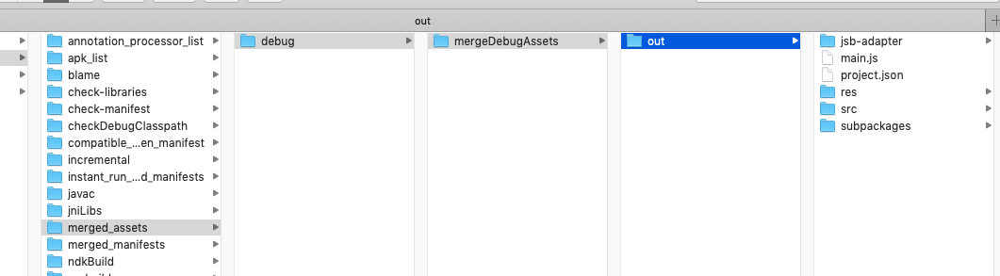 out
annotation_processor_list
apk_list
blame
check-libraries
check-manifest
checkDebugClasspath
compatible_...en_manifest
incremental
instant_run_...d_manifests
javac
jniLibs
merged_assets
merged_manifests
ndkBuild
debug
mergeDebugAssets
out
jsb-adapter
main.js
project.json
res
src
subpackages